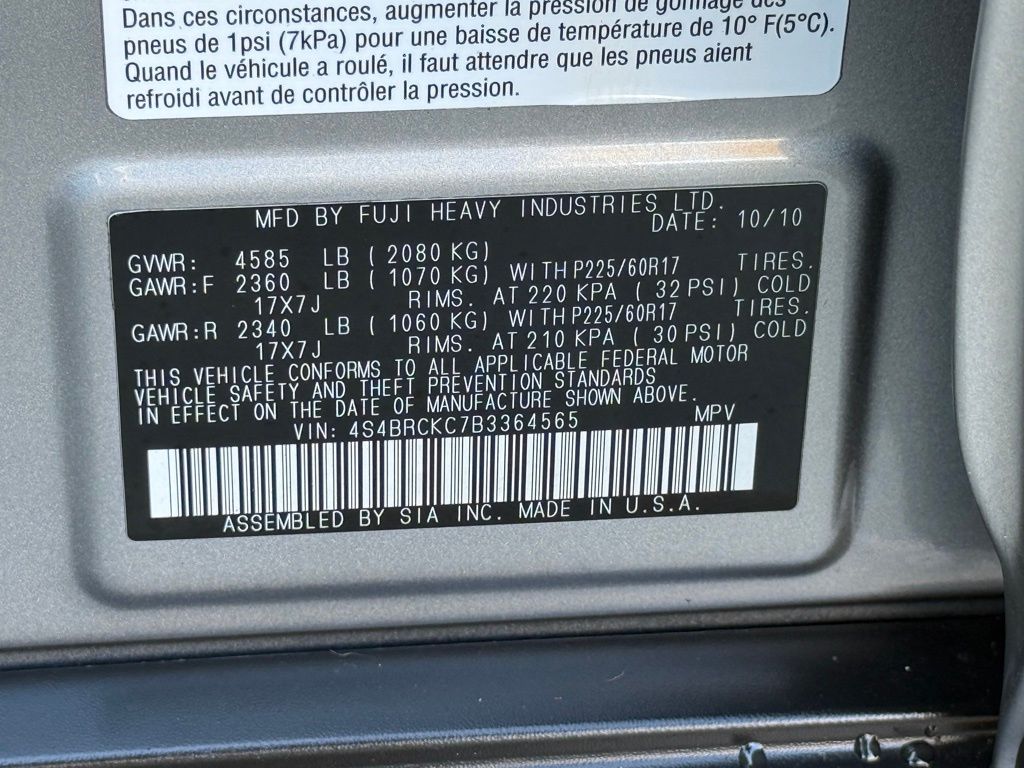 Dans ces circonstances, augmenter la pression de gonflage des
pneus de 1psi (7kPa) pour une baisse de température de 10° F(5°C).
Quand le véhicule a roulé, il faut attendre que les pneus aient
refroidi avant de contrôler la pression.
MFD BY FUJI HEAVY INDUSTRIES LTD.
DATE: 10/10
GVWR: 4585 LB ( 2080 KG)
GAWR:F 2360 LB ( 1070 KG) WITH P225/60R17 TIRES.
17X7J RIMS. AT 220 KPA ( 32 PSI) COLD
GAWR:R 2340 LB ( 1060 KG) WITH P225/60R17 TIRES.
17X7J RIMS. AT 210 KPA ( 30 PSI) COLD
THIS VEHICLE CONFORMS TO ALL APPLICABLE FEDERAL MOTOR
VEHICLE SAFETY AND THEFT PREVENTION STANDARDS
IN EFFECT ON THE DATE OF MANUFACTURE SHOWN ABOVE.
VIN: 4S4BRCKC7B3364565 MPV
ASSEMBLED BY SIA INC. MADE IN U.S.A.